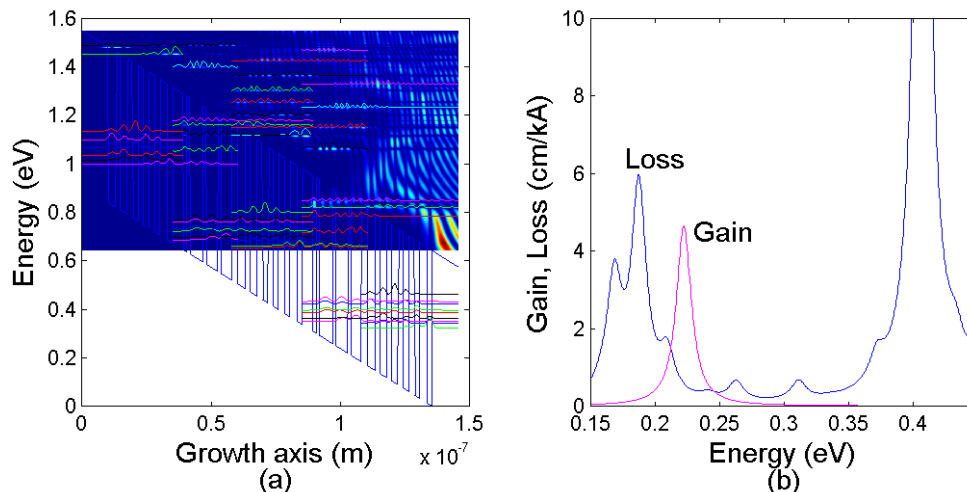 1.6
1.4
1.2
1
0.8
0.6
0.4
0.2
0
Energy (eV)
0
0.5
1
1.5
x 10⁻⁷
Growth axis (m)
(a)
10
8
6
4
2
0
Gain, Loss (cm/kA)
Loss
Gain
0.15
0.2
0.25
0.3
0.35
0.4
Energy (eV)
(b)